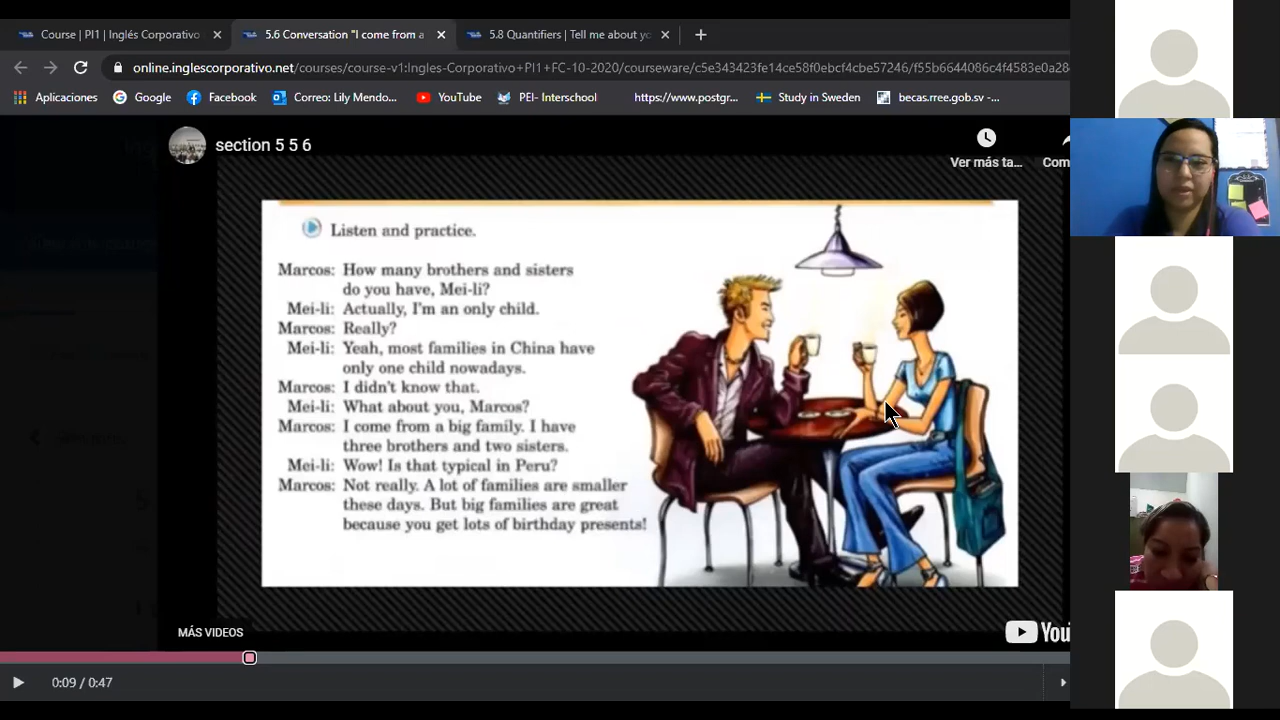 Course | PI1 | Inglés Corporativo
5.6 Conversation "I come from a
5.8 Quantifiers | Tell me about yo
online.inglescorporativo.net/courses/course-v1:Ingles-Corporativo+PI1+FC-10-2020/courseware/c5e343423fe14ce58f0ebcf4cbe57246/f55b6644086c4f4583e0a28
Aplicaciones Google Facebook Correo: Lily Mendo... YouTube PEI- Interschool https://www.postgr... Study in Sweden becas.rree.gob.sv -...
section 5 5 6
Ver más ta...
Com
Listen and practice.
Marcos: How many brothers and sisters
do you have, Mei-li?
Mei-li: Actually, I'm an only child.
Marcos: Really?
Mei-li: Yeah, most families in China have
only one child nowadays.
Marcos: I didn't know that.
Mei-li: What about you, Marcos?
Marcos: I come from a big family. I have
three brothers and two sisters.
Mei-li: Wow! Is that typical in Peru?
Marcos: Not really. A lot of families are smaller
these days. But big families are great
because you get lots of birthday presents!
MÁS VIDEOS
You
0:09 / 0:47